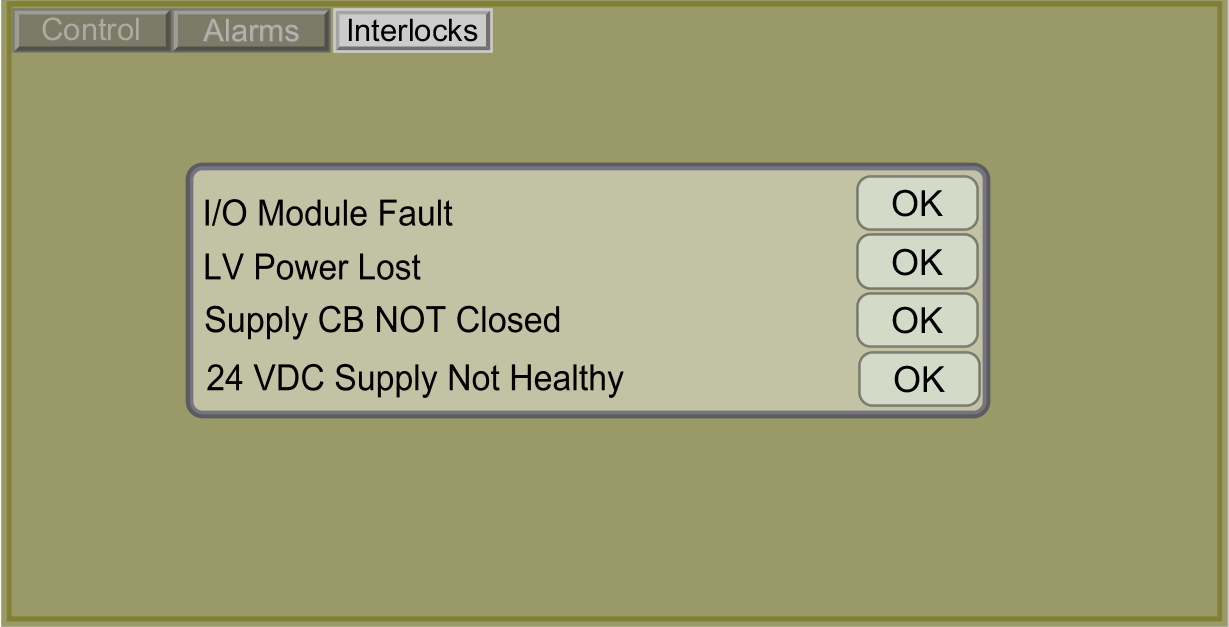 Control Alarms Interlocks
I/O Module Fault OK
LV Power Lost OK
Supply CB NOT Closed OK
24 VDC Supply Not Healthy OK